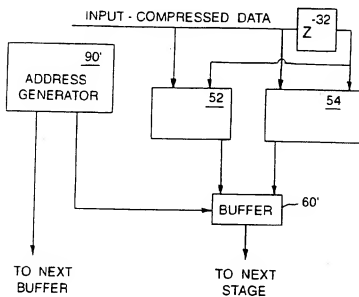 INPUT - COMPRESSED DATA
Z-32
90'
ADDRESS
GENERATOR
52
54
BUFFER
60'
TO NEXT
BUFFER
TO NEXT
STAGE